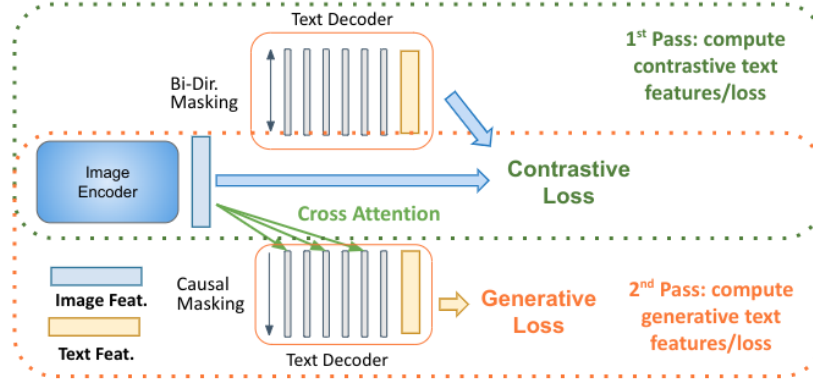 Text Decoder
1st Pass: compute
contrastive text
features/loss
Bi-Dir.
Masking
Image
Encoder
Contrastive
Loss
Cross Attention
Causal
Masking
Image Feat.
Text Feat.
Generative
Loss
2nd Pass: compute
generative text
features/loss
Text Decoder